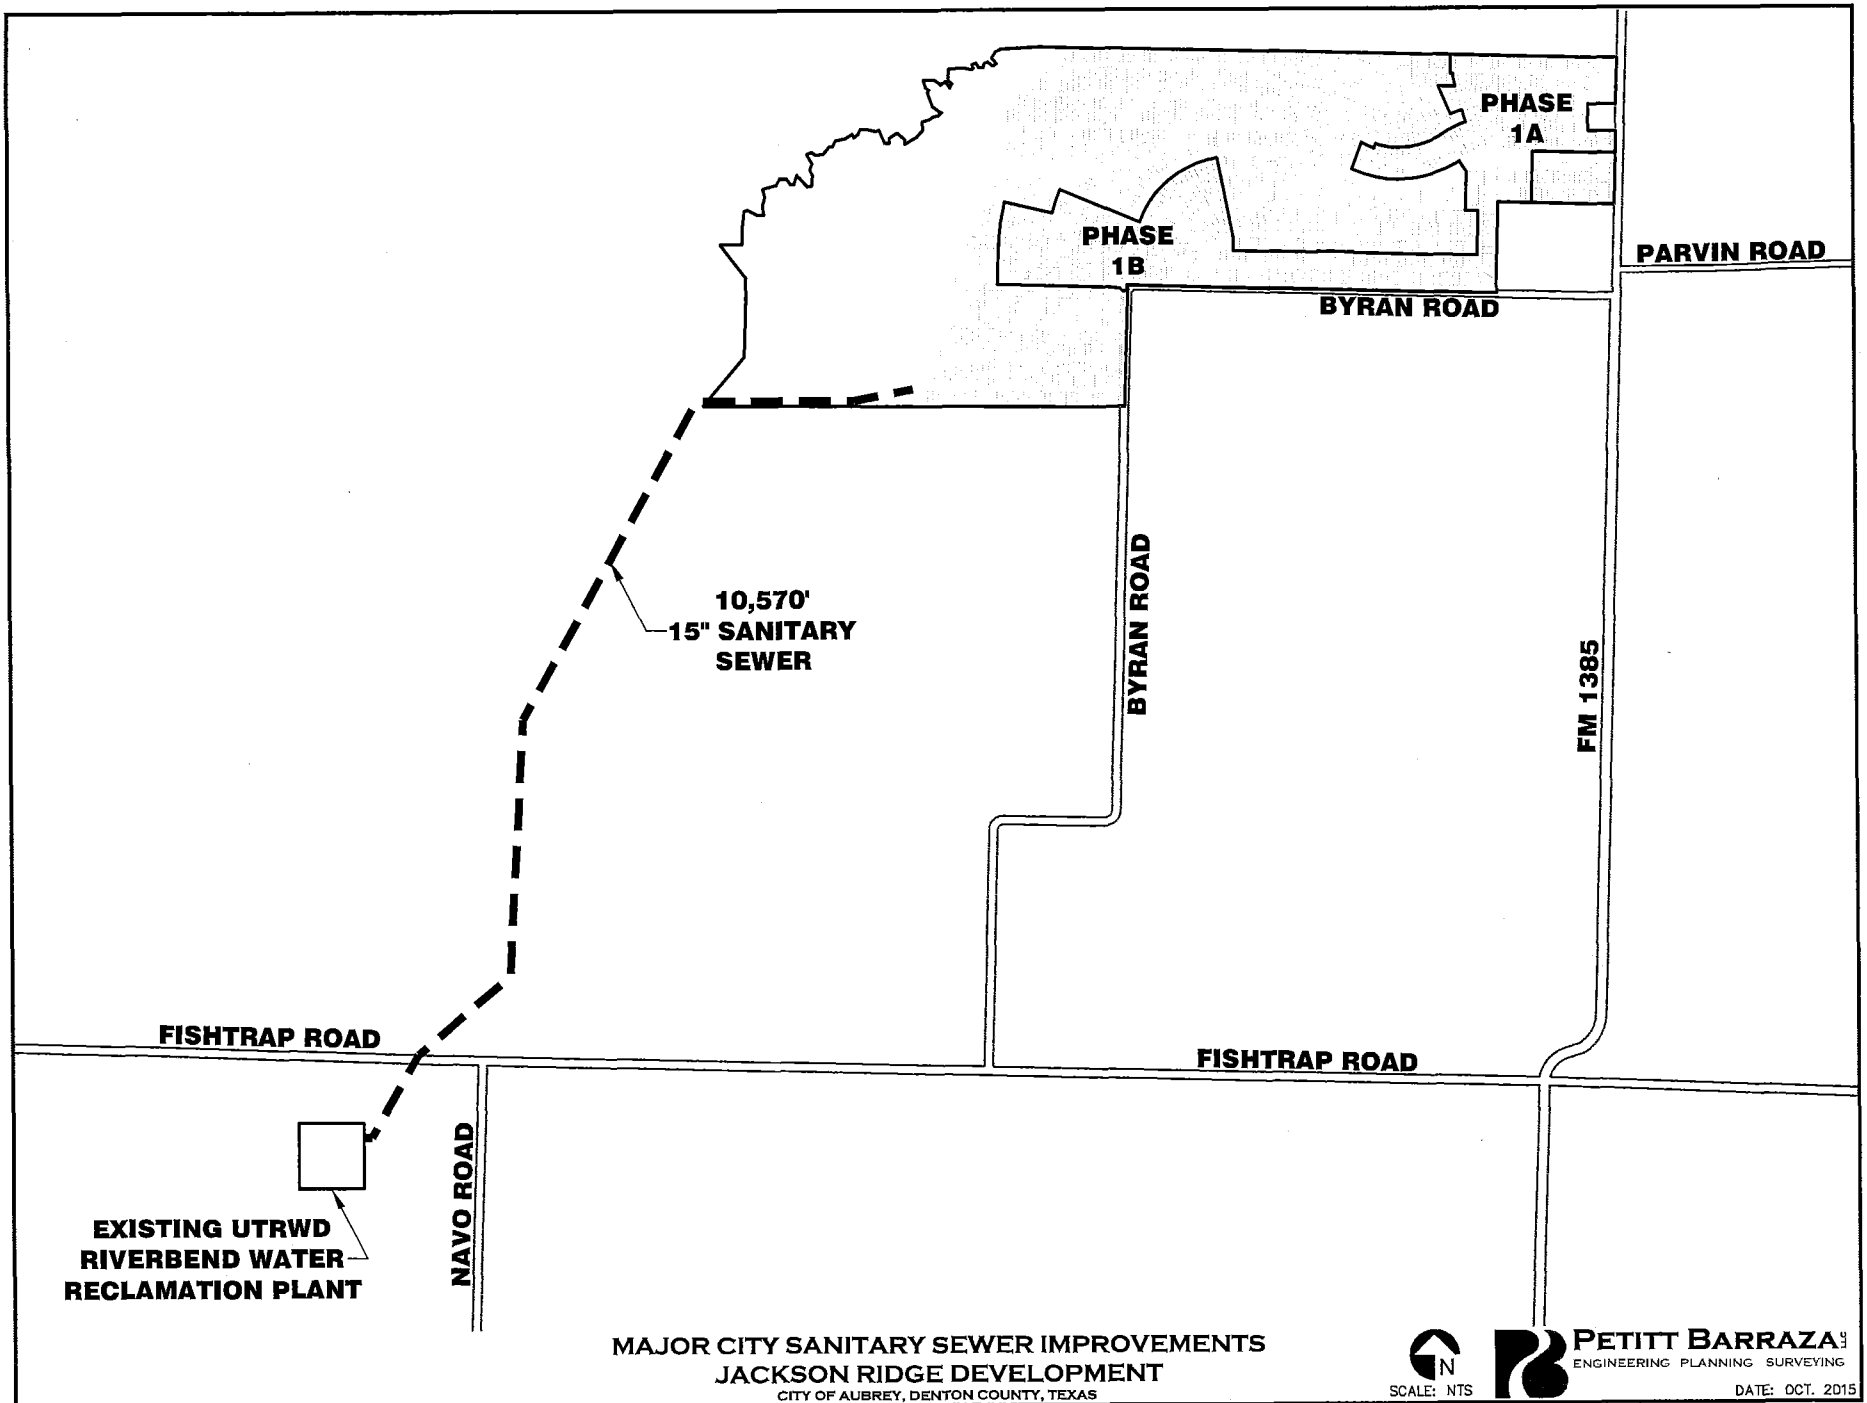 PHASE
1A
PHASE
1B
PARVIN ROAD
BYRAN ROAD
10,570'
15" SANITARY
SEWER
BYRAN ROAD
FM 1385
FISHTRAP ROAD
FISHTRAP ROAD
NAVO ROAD
EXISTING UTRWD
RIVERBEND WATER
RECLAMATION PLANT
MAJOR CITY SANITARY SEWER IMPROVEMENTS
JACKSON RIDGE DEVELOPMENT
CITY OF AUBREY, DENTON COUNTY, TEXAS
N
SCALE: NTS
PETITT BARRAZA LLC
ENGINEERING PLANNING SURVEYING
DATE: OCT. 2015